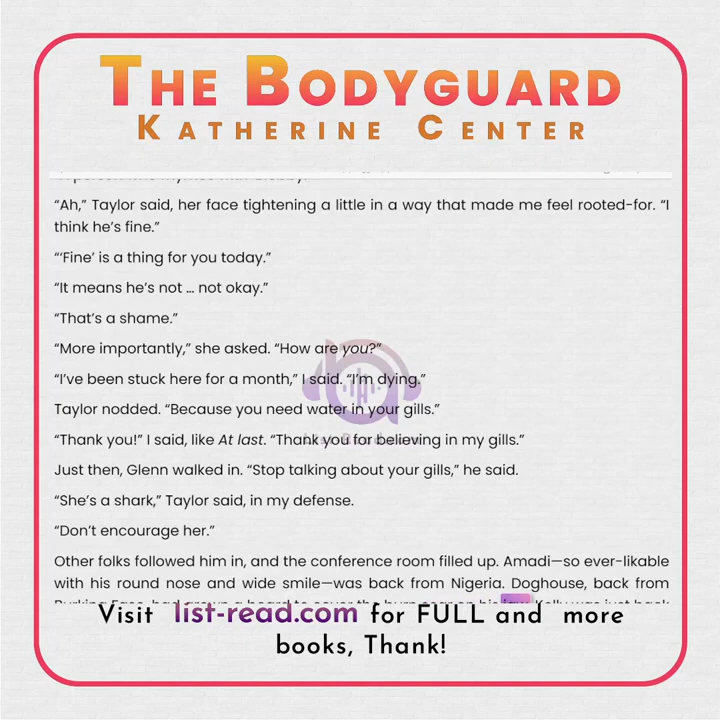 THE BODYGUARD
KATHERINE CENTER
“Ah,” Taylor said, her face tightening a little in a way that made me feel rooted-for. “I
think he’s fine.”
“‘Fine’ is a thing for you today.”
“It means he’s not … not okay.”
“That’s a shame.”
“More importantly,” she asked. “How are you?”
“I’ve been stuck here for a month,” I said. “I’m dying.”
Taylor nodded. “Because you need water in your gills.”
“Thank you!” I said, like At last. “Thank you for believing in my gills.”
Just then, Glenn walked in. “Stop talking about your gills,” he said.
“She’s a shark,” Taylor said, in my defense.
“Don’t encourage her.”
Other folks followed him in, and the conference room filled up. Amadi—so ever-likable
with his round nose and wide smile—was back from Nigeria. Doghouse, back from
Visit list-read.com for FULL and more
books, Thank!